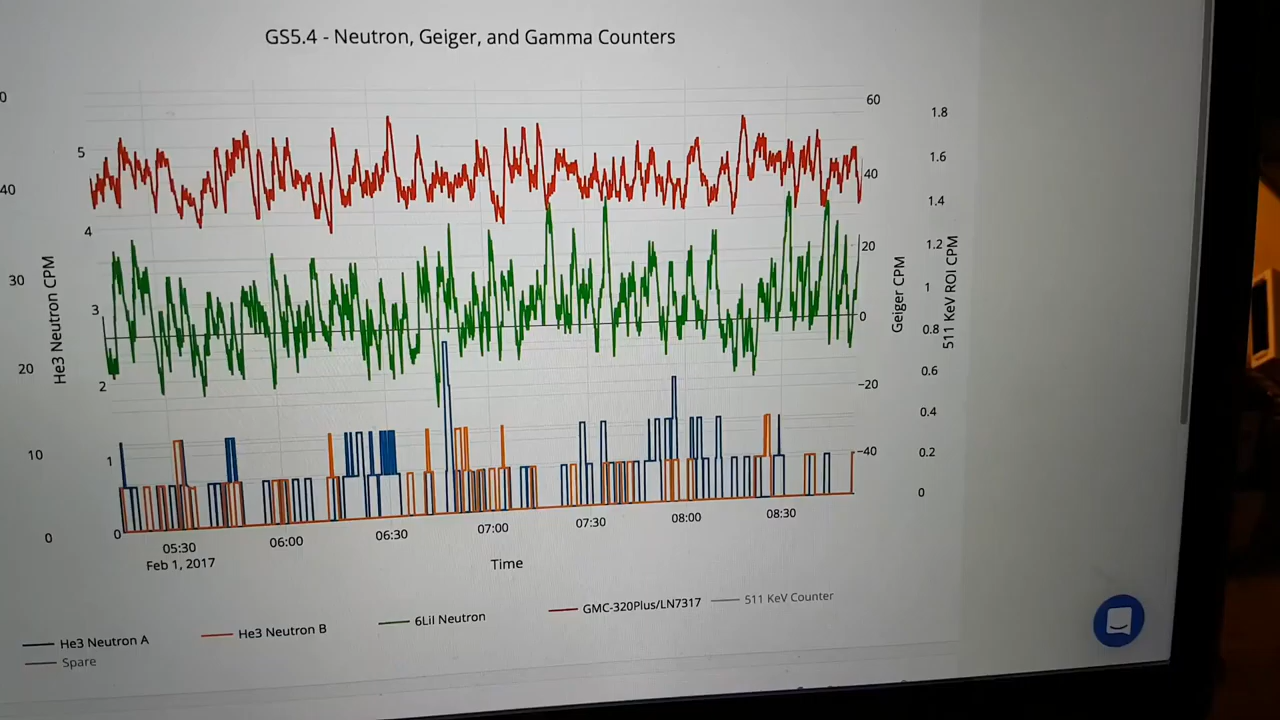 GS5.4 - Neutron, Geiger, and Gamma Counters
0
40
30
20
10
0
He3 Neutron CPM
5
4
3
2
1
0
60
40
20
0
−20
−40
Geiger CPM
1.8
1.6
1.4
1.2
1
0.8
0.6
0.4
0.2
0
511 KeV ROI CPM
05:30
06:00
06:30
07:00
07:30
08:00
08:30
Feb 1, 2017
Time
He3 Neutron A
He3 Neutron B
6LiI Neutron
GMC-320Plus/LN7317
511 KeV Counter
Spare